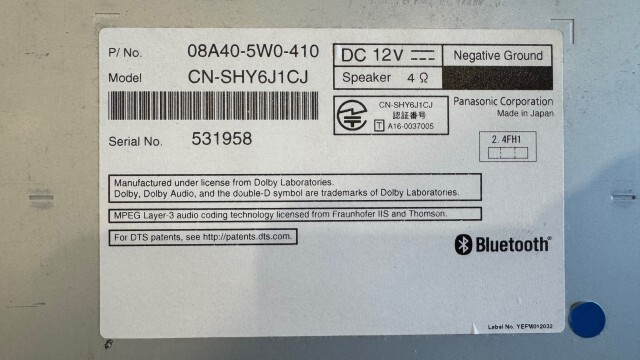 P/ No. 08A40-5W0-410
Model CN-SHY6J1CJ
DC 12V Negative Ground
Speaker 4 Ω
CN-SHY6J1CJ
認証番号
T A16-0037005
Panasonic Corporation
Made in Japan
Serial No. 531958
2.4FH1
Manufactured under license from Dolby Laboratories.
Dolby, Dolby Audio, and the double-D symbol are trademarks of Dolby Laboratories.
MPEG Layer-3 audio coding technology licensed from Fraunhofer IIS and Thomson.
For DTS patents, see http://patents.dts.com.
Bluetooth®
Label No. YEFM012032